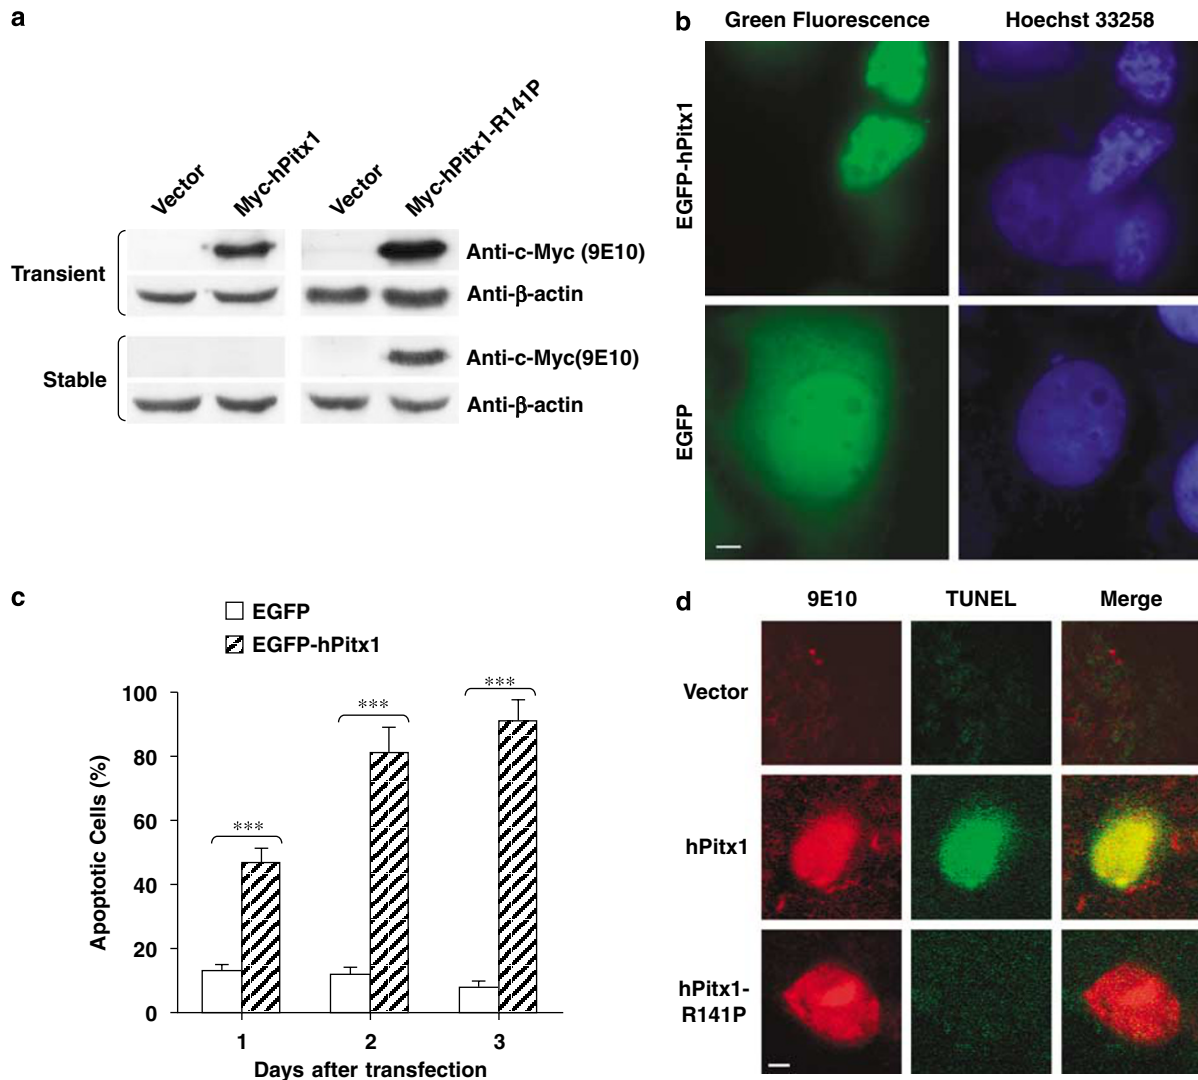 a
Vector
Myc-hPitx1
Vector
Myc-hPitx1-R141P
Transient
Anti-c-Myc (9E10)
Anti-β-actin
Stable
Anti-c-Myc(9E10)
Anti-β-actin
b
Green Fluorescence
Hoechst 33258
EGFP-hPitx1
EGFP
c
EGFP
EGFP-hPitx1
Apoptotic Cells (%)
100
80
60
40
20
0
***
***
***
1
2
3
Days after transfection
d
9E10
TUNEL
Merge
Vector
hPitx1
hPitx1-
R141P